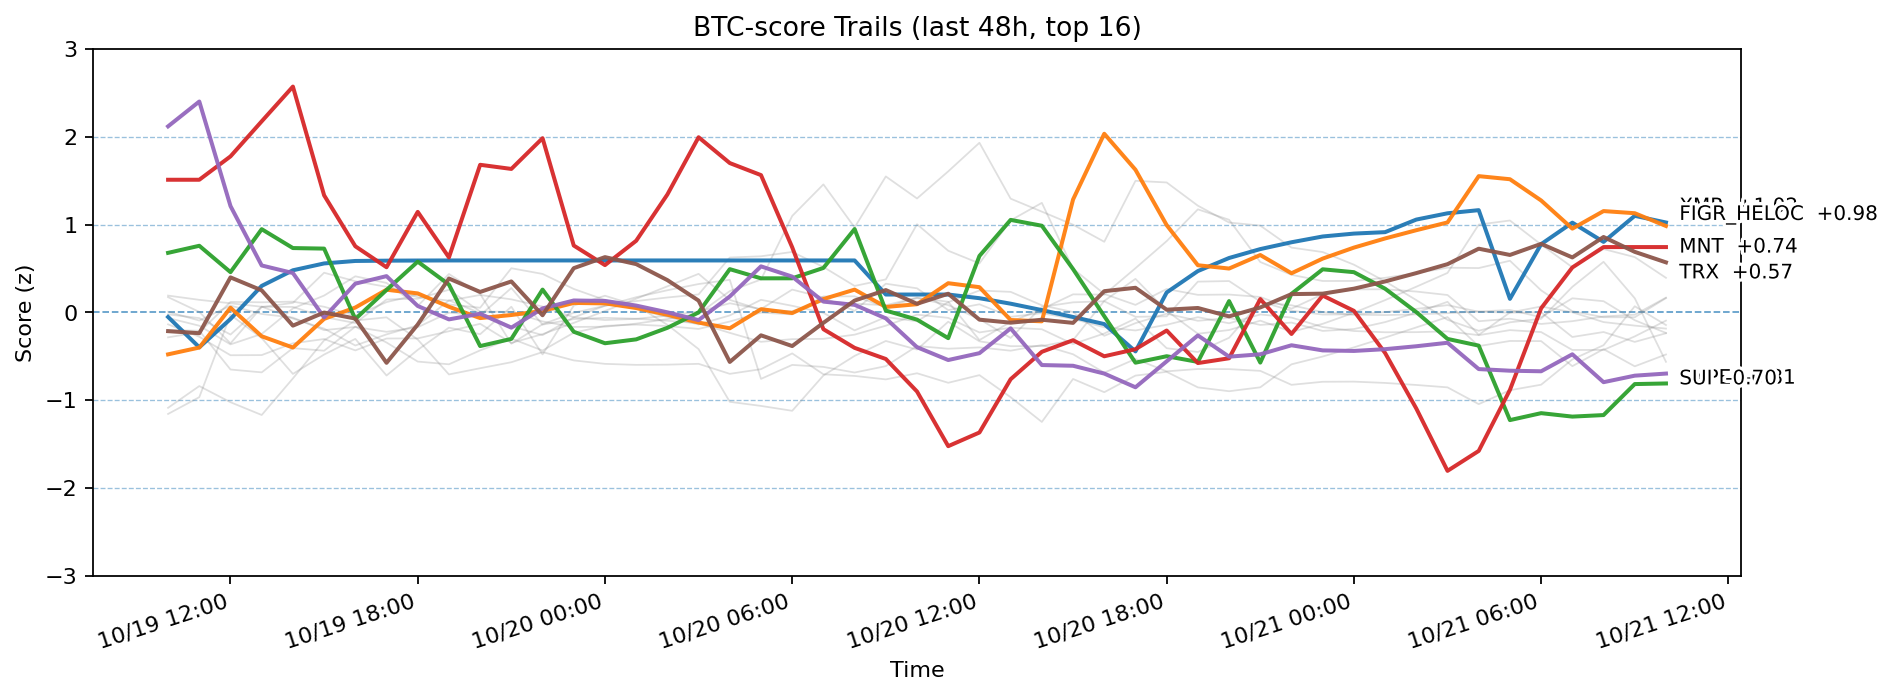 BTC-score Trails (last 48h, top 16)
Score (z)
3
2
1
0
−1
−2
−3
FIGR_HELOC +0.98
MNT +0.74
TRX +0.57
10/19 12:00
10/19 18:00
10/20 00:00
10/20 06:00
10/20 12:00
10/20 18:00
10/21 00:00
10/21 06:00
10/21 12:00
Time